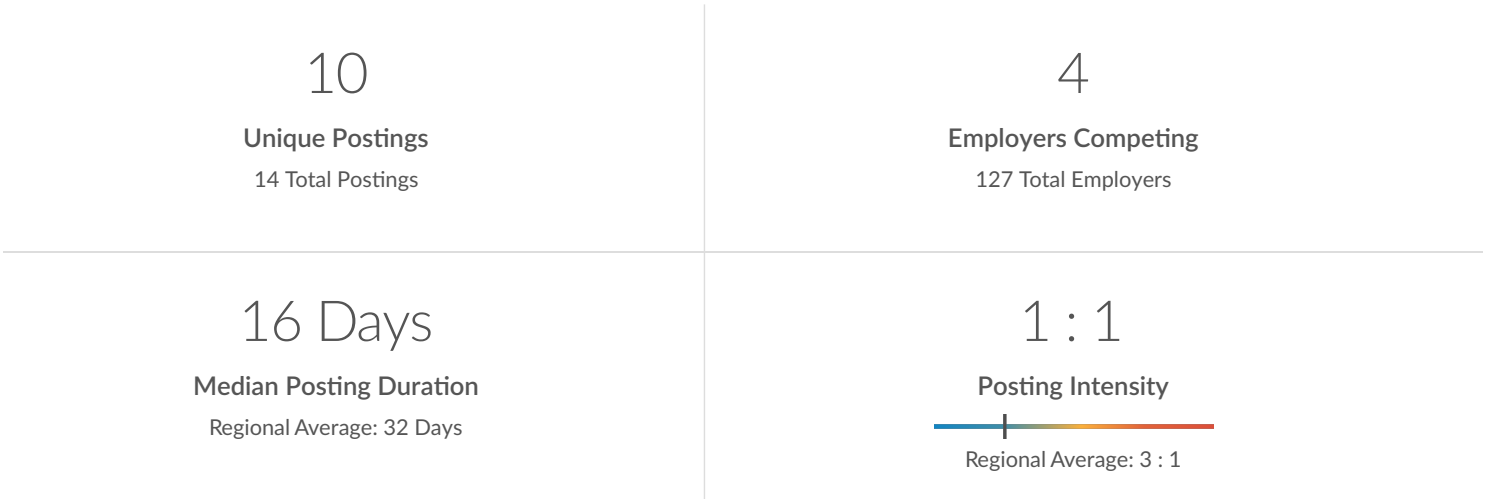 10
Unique Postings
14 Total Postings
4
Employers Competing
127 Total Employers
16 Days
Median Posting Duration
Regional Average: 32 Days
1 : 1
Posting Intensity
Regional Average: 3 : 1